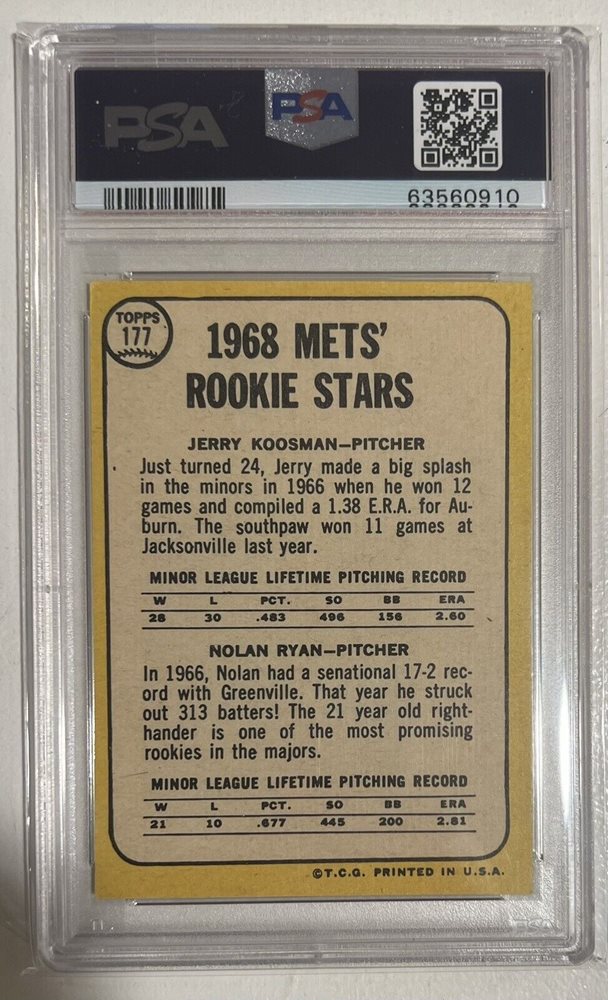 PSA
PSA
63560910
TOPPS
177
1968 METS'
ROOKIE STARS
JERRY KOOSMAN—PITCHER
Just turned 24, Jerry made a big splash
in the minors in 1966 when he won 12
games and compiled a 1.38 E.R.A. for Au-
burn. The southpaw won 11 games at
Jacksonville last year.
MINOR LEAGUE LIFETIME PITCHING RECORD
W L PCT. SO BB ERA
28 30 .483 496 156 2.60
NOLAN RYAN—PITCHER
In 1966, Nolan had a senational 17-2 rec-
ord with Greenville. That year he struck
out 313 batters! The 21 year old right-
hander is one of the most promising
rookies in the majors.
MINOR LEAGUE LIFETIME PITCHING RECORD
W L PCT. SO BB ERA
21 10 .677 445 200 2.81
©T.C.G. PRINTED IN U.S.A.
PSA